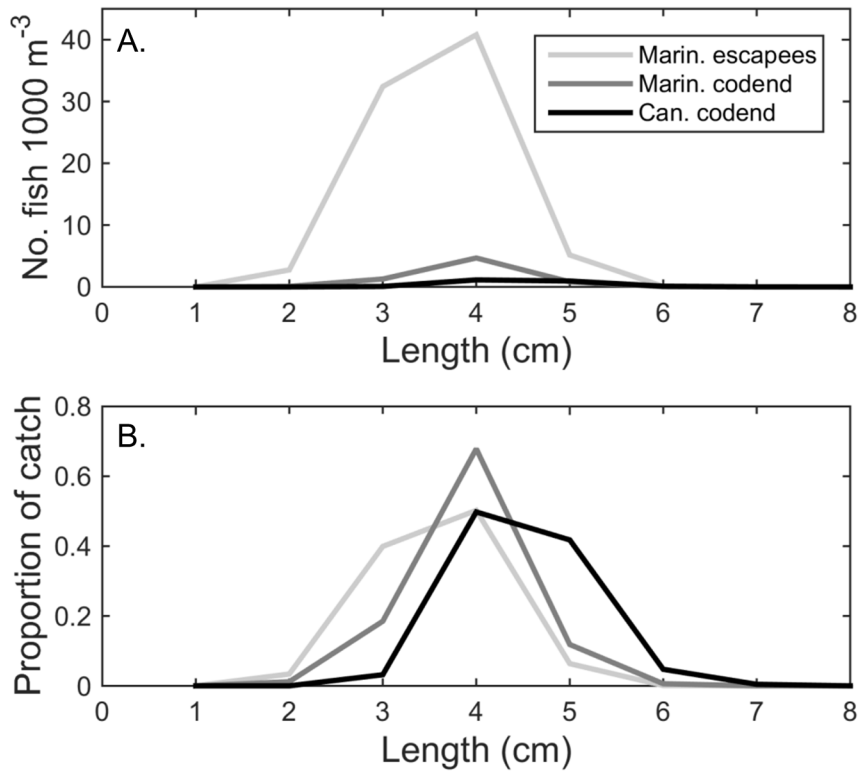 A.
No. fish 1000 m⁻³
40
30
20
10
0
Marin. escapees
Marin. codend
Can. codend
0 1 2 3 4 5 6 7 8
Length (cm)
B.
Proportion of catch
0.8
0.6
0.4
0.2
0
0 1 2 3 4 5 6 7 8
Length (cm)